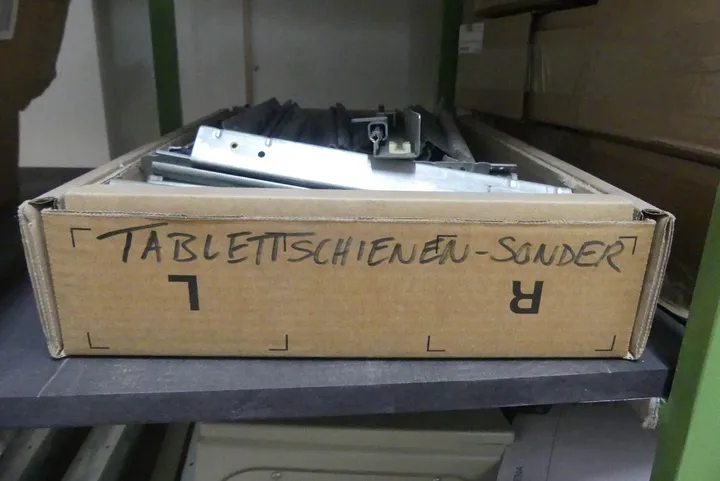 TABLETTSCHIENEN-SONDER
L R